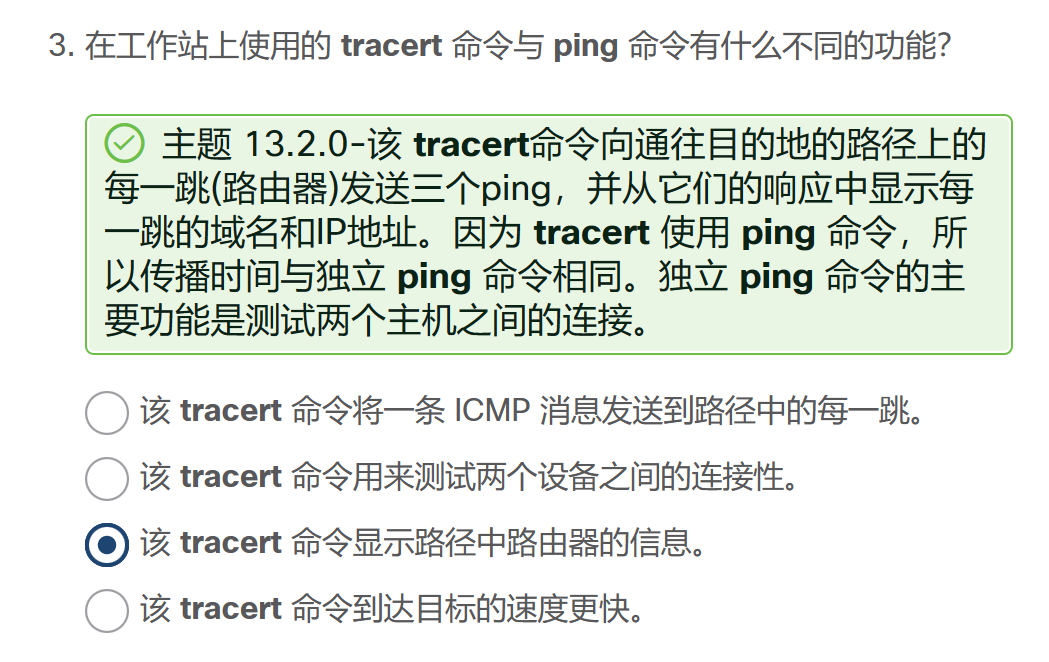 3. 在工作站上使用的 tracert 命令与 ping 命令有什么不同的功能？
主题 13.2.0-该 tracert命令向通往目的地的路径上的
每一跳(路由器)发送三个ping，并从它们的响应中显示每
一跳的域名和IP地址。因为 tracert 使用 ping 命令，所
以传播时间与独立 ping 命令相同。独立 ping 命令的主
要功能是测试两个主机之间的连接。
该 tracert 命令将一条 ICMP 消息发送到路径中的每一跳。
该 tracert 命令用来测试两个设备之间的连接性。
该 tracert 命令显示路径中路由器的信息。
该 tracert 命令到达目标的速度更快。